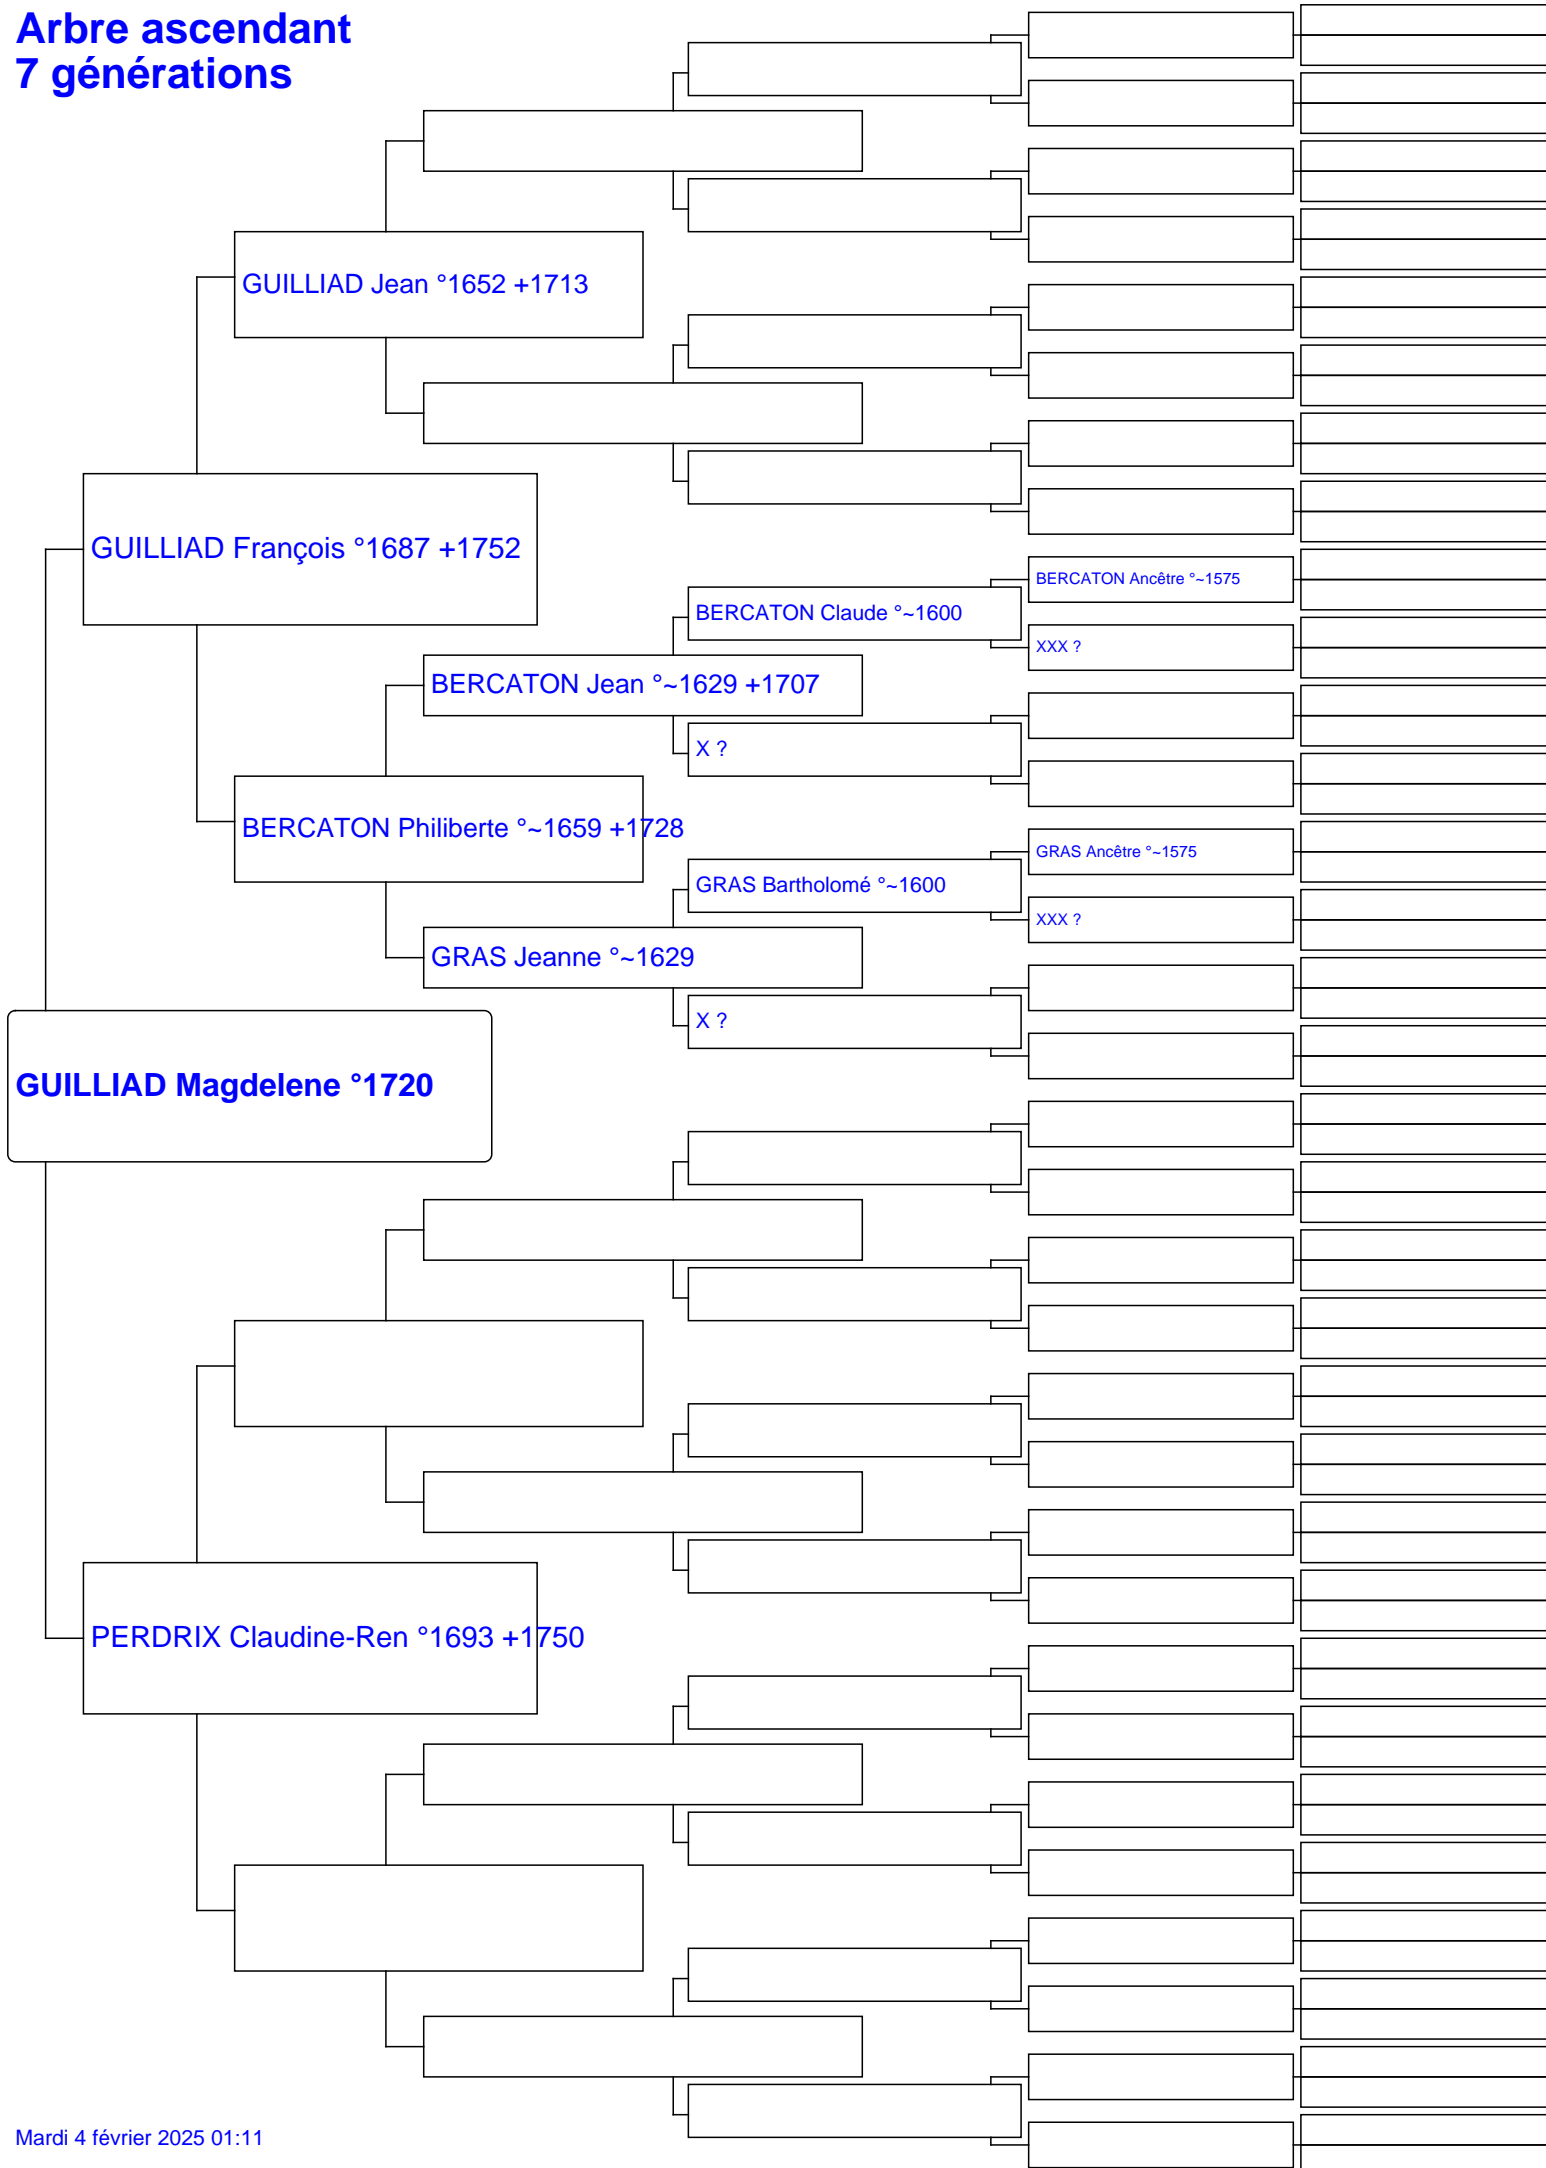 Arbre ascendant
7 générations
GUILLIAD Jean °1652 +1713
GUILLIAD François °1687 +1752
BERCATON Ancêtre °~1575
BERCATON Claude °~1600
XXX ?
BERCATON Jean °~1629 +1707
X ?
BERCATON Philiberte °~1659 +1728
GRAS Ancêtre °~1575
GRAS Bartholomé °~1600
XXX ?
GRAS Jeanne °~1629
X ?
GUILLIAD Magdelene °1720
PERDRIX Claudine-Ren °1693 +1750
Mardi 4 février 2025 01:11